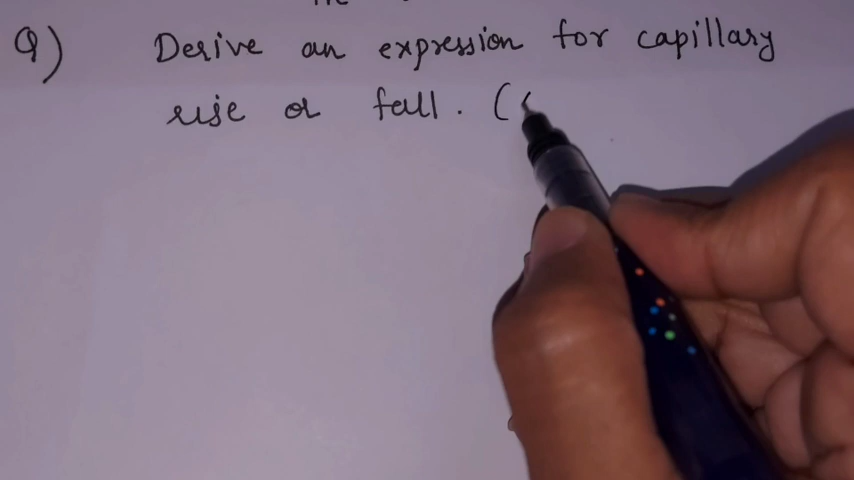 Q) Derive an expression for capillary
rise or fall. (